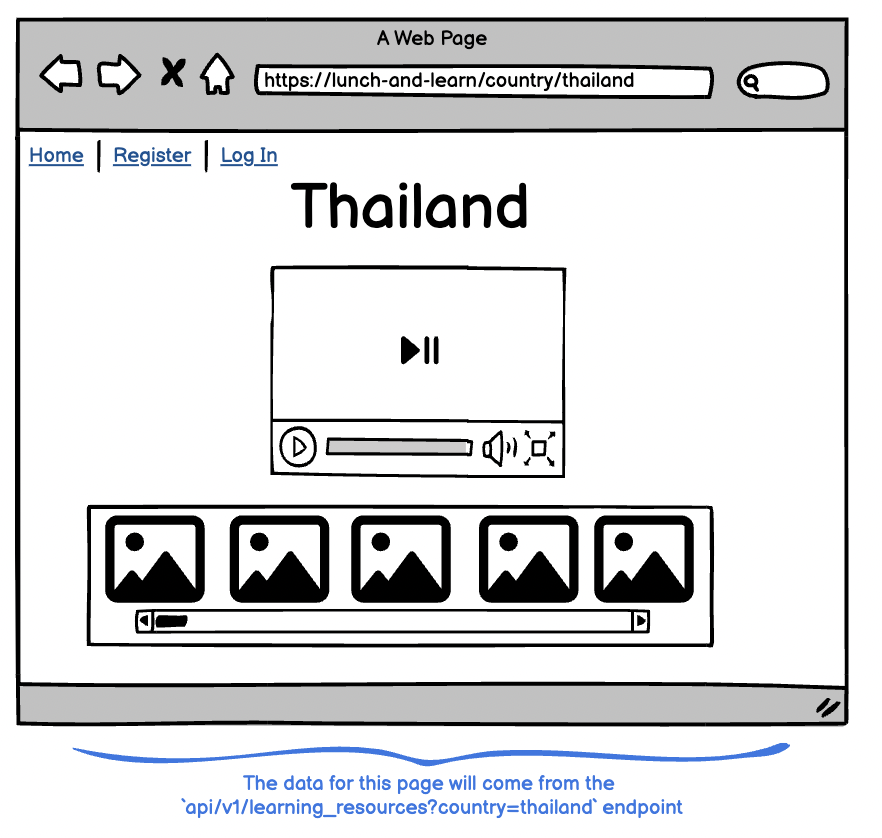 A Web Page
https://lunch-and-learn/country/thailand
Home | Register | Log In
Thailand
The data for this page will come from the
`api/v1/learning_resources?country=thailand` endpoint